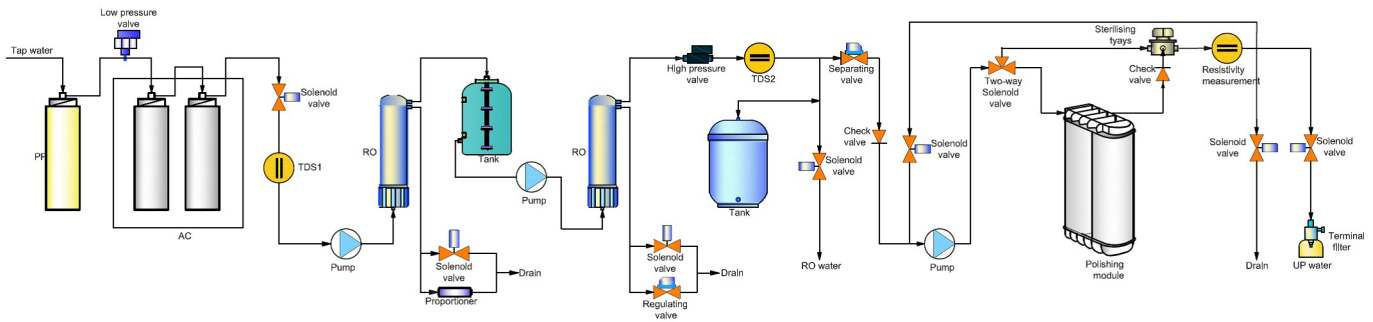 Low pressure
valve
Tap water
PP
AC
Solenoid
valve
TDS1
Pump
RO
Tank
Solenoid
valve
Drain
Proportioner
Pump
RO
High pressure
valve
TDS2
Tank
Solenoid
valve
Drain
Regulating
valve
Separating
valve
Solenoid
valve
RO water
Check
valve
Solenoid
valve
Pump
Two-way
Solenoid
valve
Sterilising
tyays
Check
valve
Polishing
module
Resistivity
measurement
Solenoid
valve
Drain
Solenoid
valve
Terminal
filter
UP water